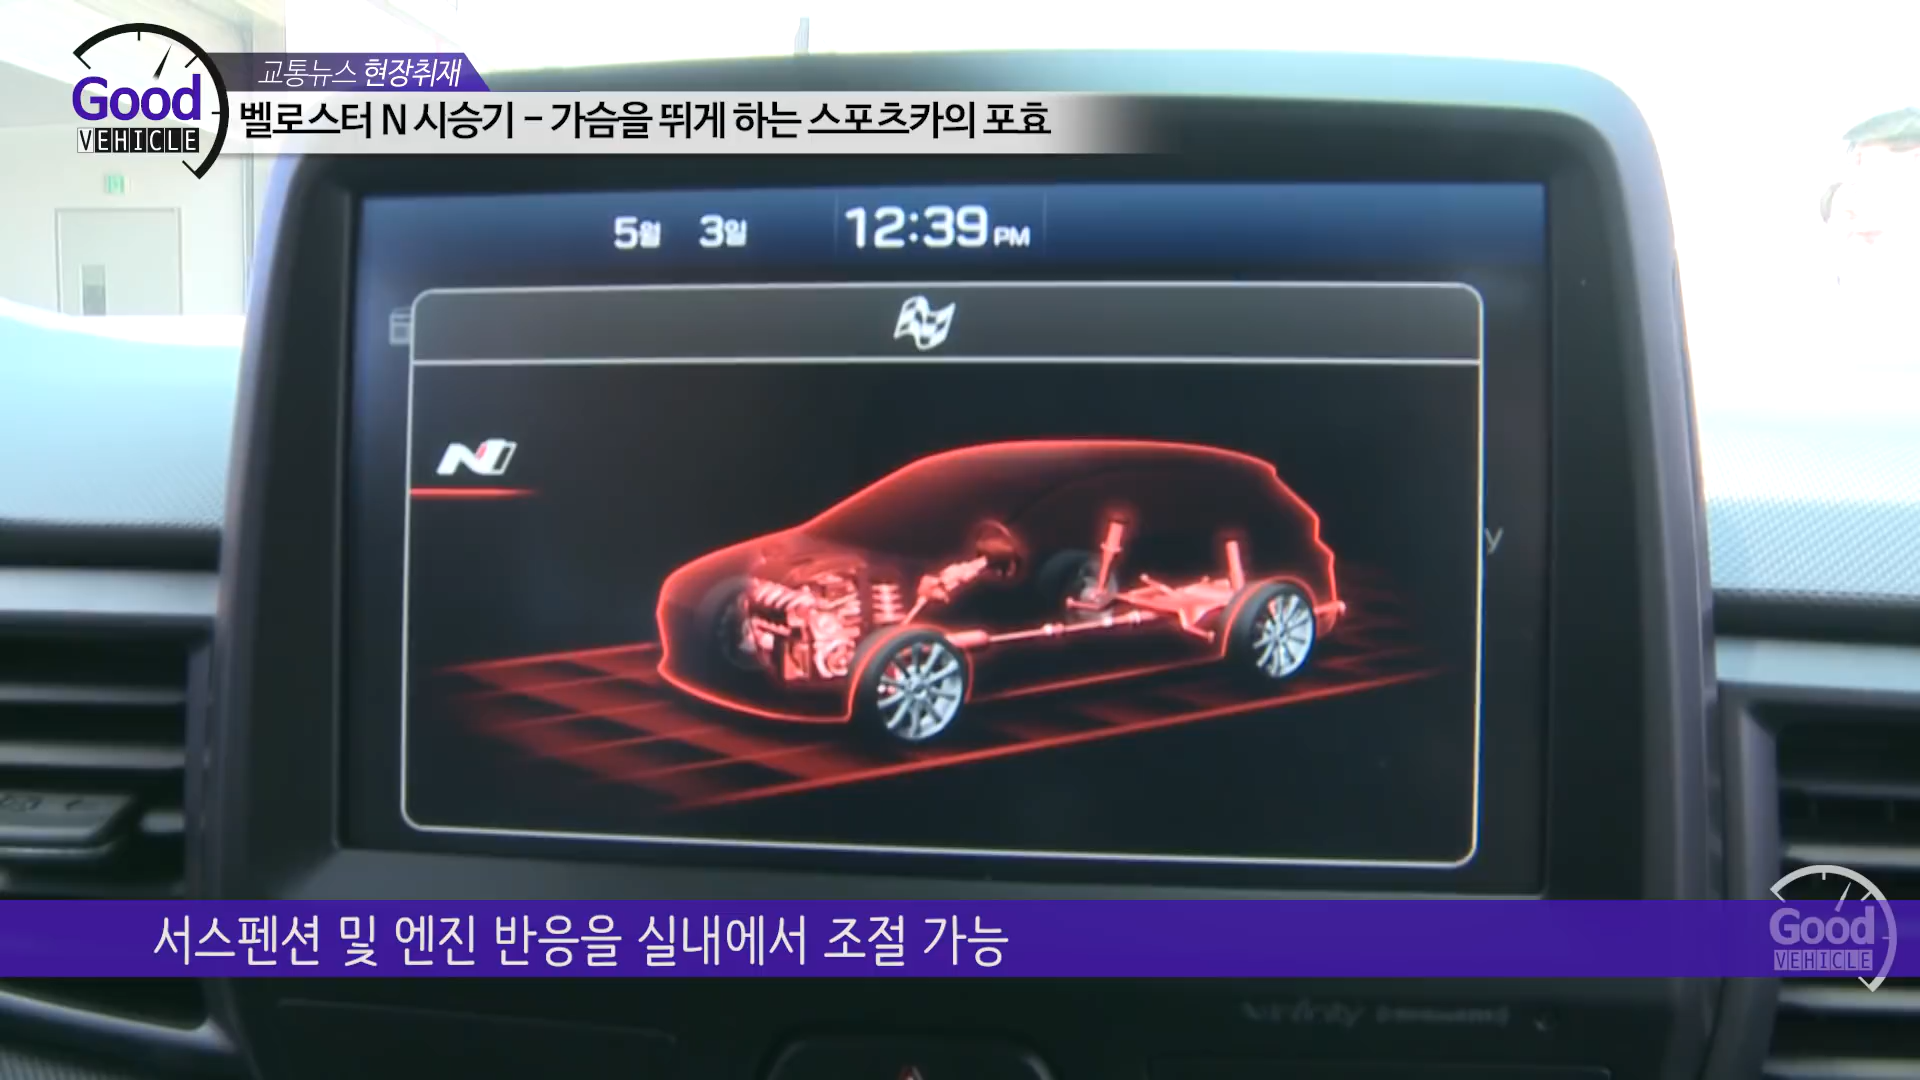 Good
VEHICLE
교통뉴스 현장취재
벨로스터 N 시승기 - 가슴을 뛰게 하는 스포츠카의 포효
5월 3일 12:39 PM
N
y
서스펜션 및 엔진 반응을 실내에서 조절 가능
Good
VEHICLE
infinity